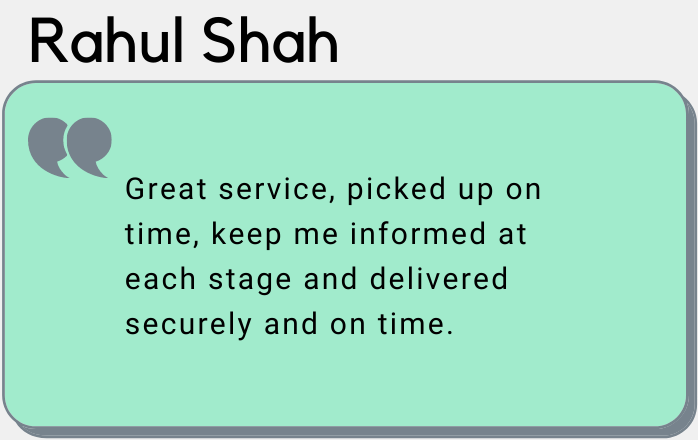 Rahul Shah
Great service, picked up on
time, keep me informed at
each stage and delivered
securely and on time.